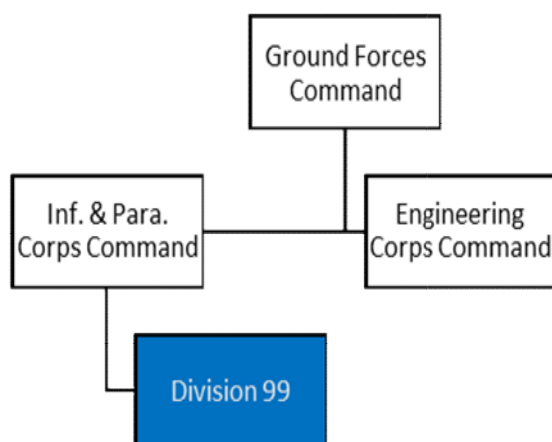 Ground Forces
Command
Inf. & Para.
Corps Command
Engineering
Corps Command
Division 99